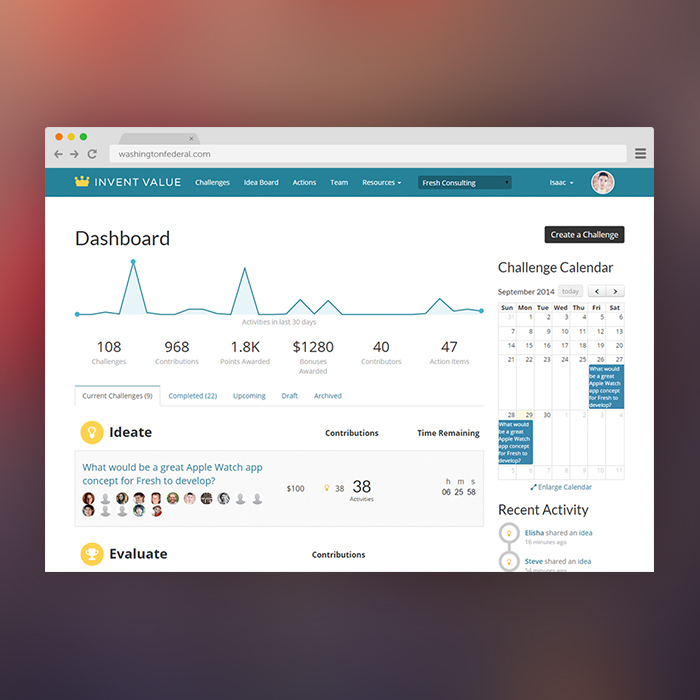 washingtonfederal.com
INVENT VALUE Challenges Idea Board Actions Team Resources Fresh Consulting Isaac
Dashboard
Create a Challenge
Activities in last 30 days
108 968 1.8K $1280 40 47
Challenges Contributions Points Awarded Bonuses Awarded Contributors Action Items
Current Challenges (9) Completed (22) Upcoming Draft Archived
Ideate Contributions Time Remaining
What would be a great Apple Watch app
concept for Fresh to develop?
$100 38 38
Activities
h m s
06 25 58
Evaluate Contributions
Challenge Calendar
September 2014 today < >
Sun Mon Tue Wed Thu Fri Sat
31 1 2 3 4 5 6
7 8 9 10 11 12 13
14 15 16 17 18 19 20
21 22 23 24 25 26 27
What would
be a great
Apple Watch
app concept
for Fresh to
develop?
28 29 30 1 2 3 4
What would
be a great
Apple Watch
app concept
for Fresh to
develop?
5 6 7 8 9 10 11
Enlarge Calendar
Recent Activity
Elisha shared an idea
16 minutes ago
Steve shared an idea
54 minutes ago